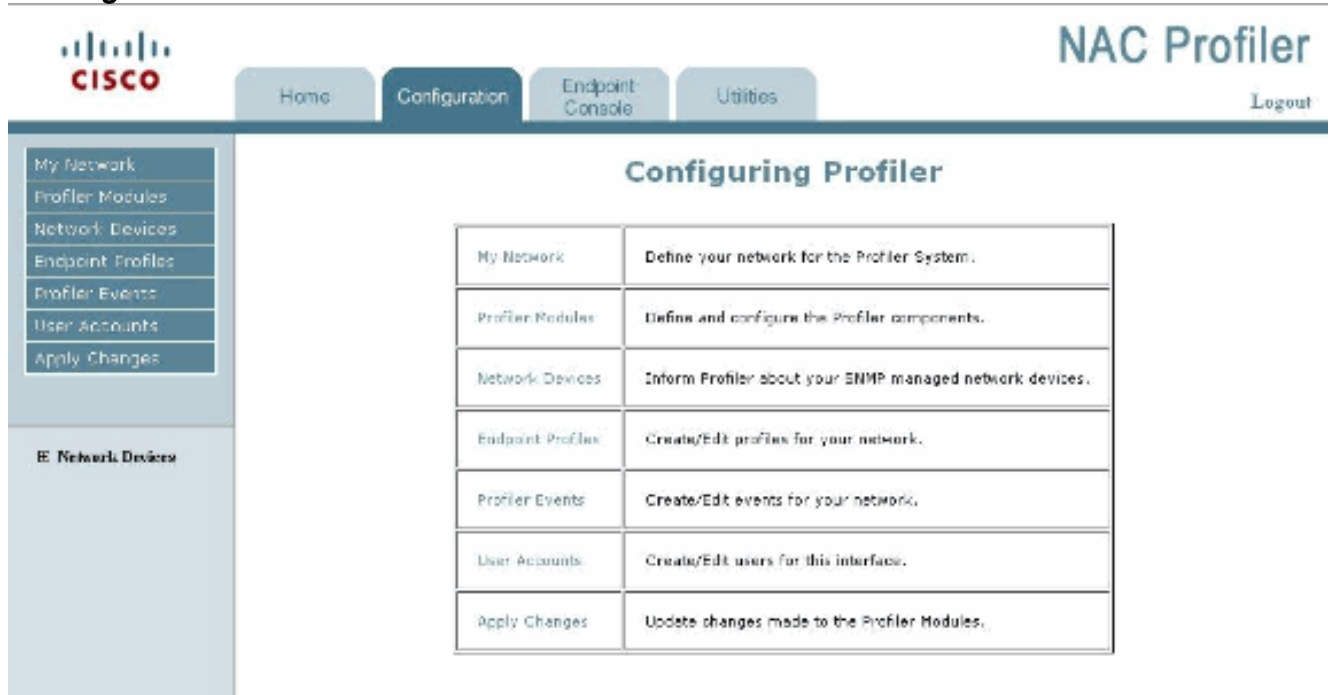 CISCO
NAC Profiler
Home
Configuration
Endpoint
Console
Utilities
Logout
My Network
Profiler Modules
Network Devices
Endpoint Profiles
Profiler Events
User Accounts
Apply Changes
Network Devices
Configuring Profiler
My Network
Define your network for the Profiler System.
Profiler Modules
Define and configure the Profiler components.
Network Devices
Inform Profiler about your SNMP managed network devices.
Endpoint Profiles
Create/Edit profiles for your network.
Profiler Events
Create/Edit events for your network.
User Accounts
Create/Edit users for this interface.
Apply Changes
Update changes made to the Profiler Modules.